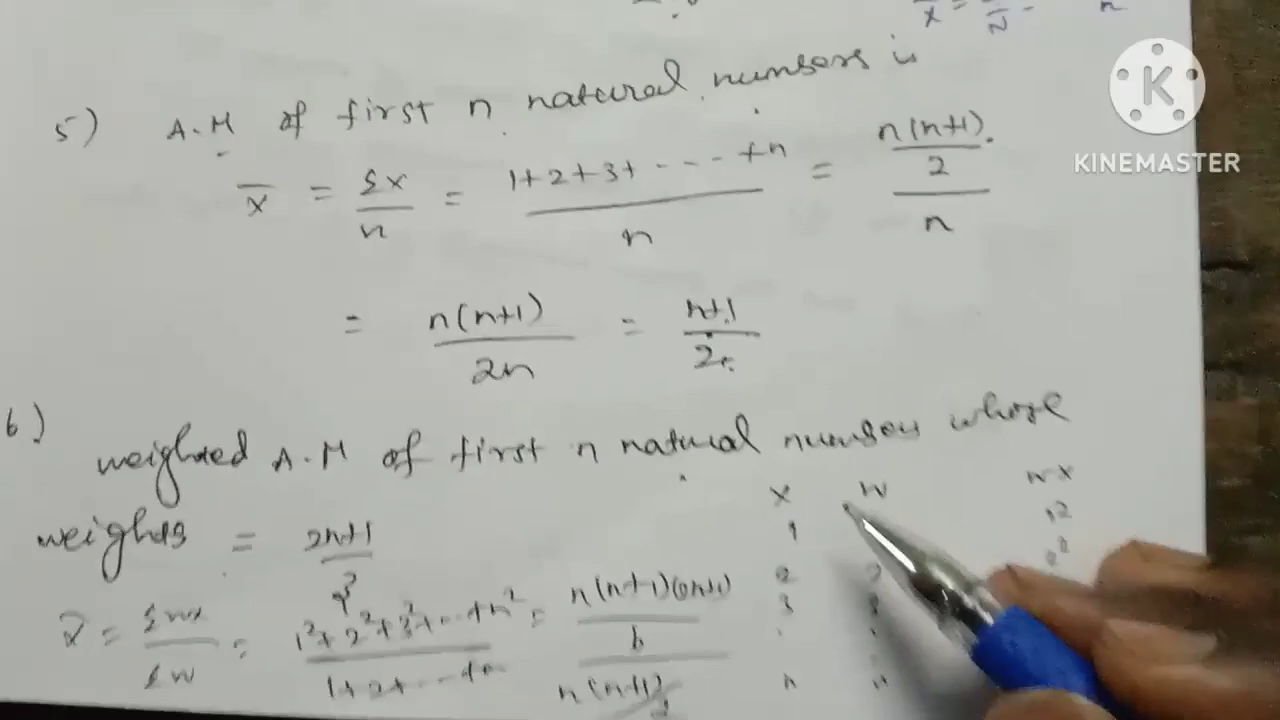 x̄ = — n
N
5) A.M of first n natural numbers is
x̄ = Σx/n = 1+2+3+ ---- +n / n = n(n+1)/2 / n
= n(n+1)/2n = n+1/2
6) weighted A.M of first n natural numbers whose
weights = 2n+1/3
x̄ = Σwx/Σw = 1²+2²+3²+...+n² / 1+2+...+n = n(n+1)(2n+1)/6 / n(n+1)/2
x w wx
1 1²
2 2 2²
3 3
. .
n n
K
KINEMASTER